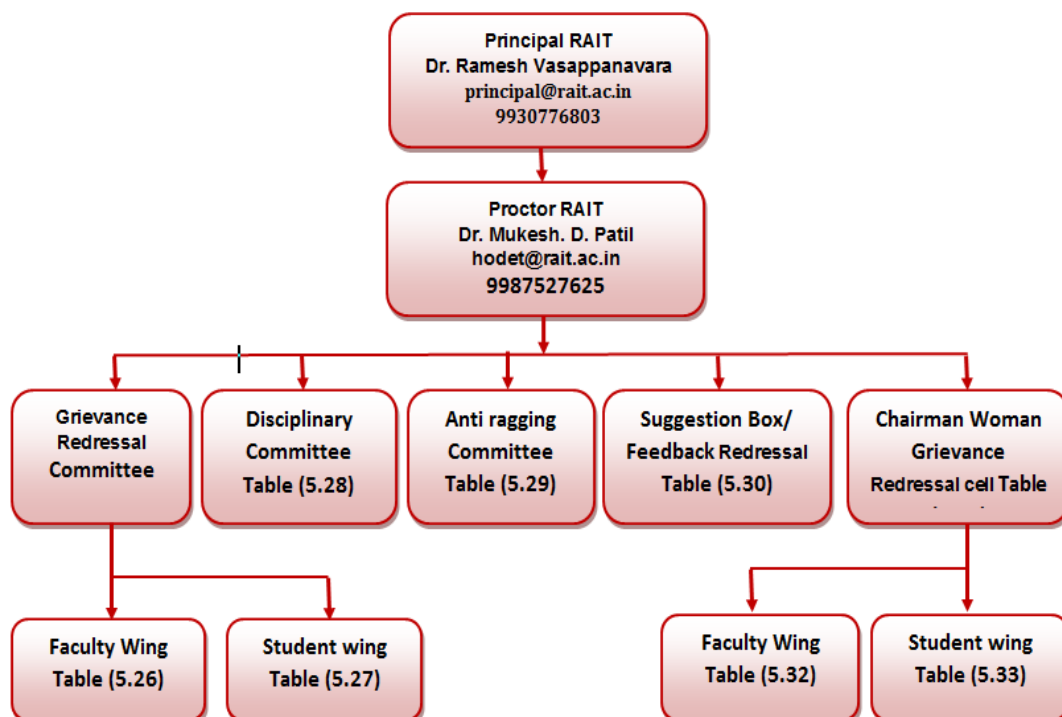 Principal RAIT
Dr. Ramesh Vasappanavara
principal@rait.ac.in
9930776803
Proctor RAIT
Dr. Mukesh. D. Patil
hodet@rait.ac.in
9987527625
Grievance
Redressal
Committee
Disciplinary
Committee
Table (5.28)
Anti ragging
Committee
Table (5.29)
Suggestion Box/
Feedback Redressal
Table (5.30)
Chairman Woman
Grievance
Redressal cell Table
Faculty Wing
Table (5.26)
Student wing
Table (5.27)
Faculty Wing
Table (5.32)
Student wing
Table (5.33)